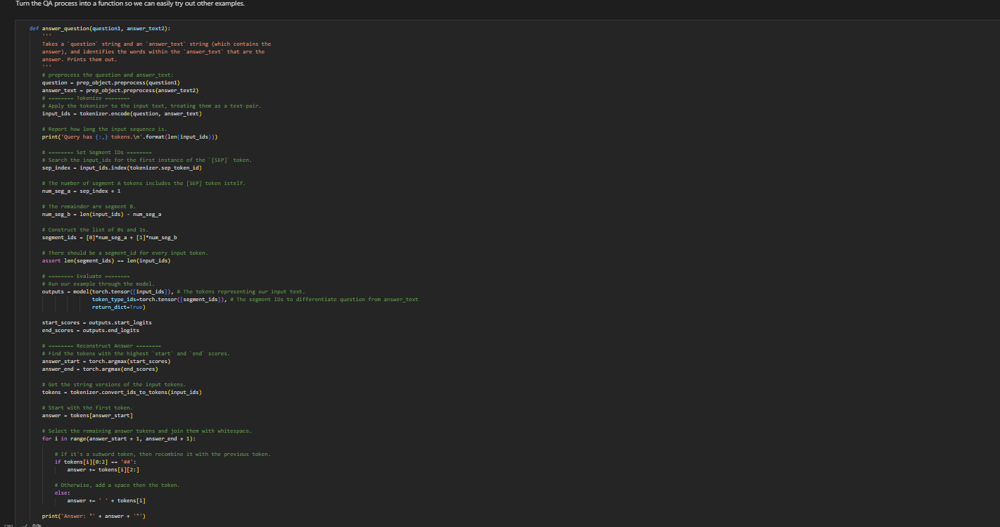 Turn the QA process into a function so we can easily try out other examples.
def answer_question(question1, answer_text2):
'''
Takes a `question` string and an `answer_text` string (which contains the
answer), and identifies the words within the `answer_text` that are the
answer. Prints them out.
'''
# preprocess the question and answer_text:
question = prep_object.preprocess(question1)
answer_text = prep_object.preprocess(answer_text2)
# ======== Tokenize ========
# Apply the tokenizer to the input text, treating them as a text-pair.
input_ids = tokenizer.encode(question, answer_text)
# Report how long the input sequence is.
print('Query has {:,} tokens.\n'.format(len(input_ids)))
# ======== Set Segment IDs ========
# Search the input_ids for the first instance of the `[SEP]` token.
sep_index = input_ids.index(tokenizer.sep_token_id)
# The number of segment A tokens includes the [SEP] token istelf.
num_seg_a = sep_index + 1
# The remainder are segment B.
num_seg_b = len(input_ids) - num_seg_a
# Construct the list of 0s and 1s.
segment_ids = [0]*num_seg_a + [1]*num_seg_b
# There should be a segment_id for every input token.
assert len(segment_ids) == len(input_ids)
# ======== Evaluate ========
# Run our example through the model.
outputs = model(torch.tensor([input_ids]), # The tokens representing our input text.
token_type_ids=torch.tensor([segment_ids]), # The segment IDs to differentiate question from answer_text
return_dict=True)
start_scores = outputs.start_logits
end_scores = outputs.end_logits
# ======== Reconstruct Answer ========
# Find the tokens with the highest `start` and `end` scores.
answer_start = torch.argmax(start_scores)
answer_end = torch.argmax(end_scores)
# Get the string versions of the input tokens.
tokens = tokenizer.convert_ids_to_tokens(input_ids)
# Start with the first token.
answer = tokens[answer_start]
# Select the remaining answer tokens and join them with whitespace.
for i in range(answer_start + 1, answer_end + 1):
# If it's a subword token, then recombine it with the previous token.
if tokens[i][0:2] == '##':
answer += tokens[i][2:]
# Otherwise, add a space then the token.
else:
answer += ' ' + tokens[i]
print('Answer: "' + answer + '"')